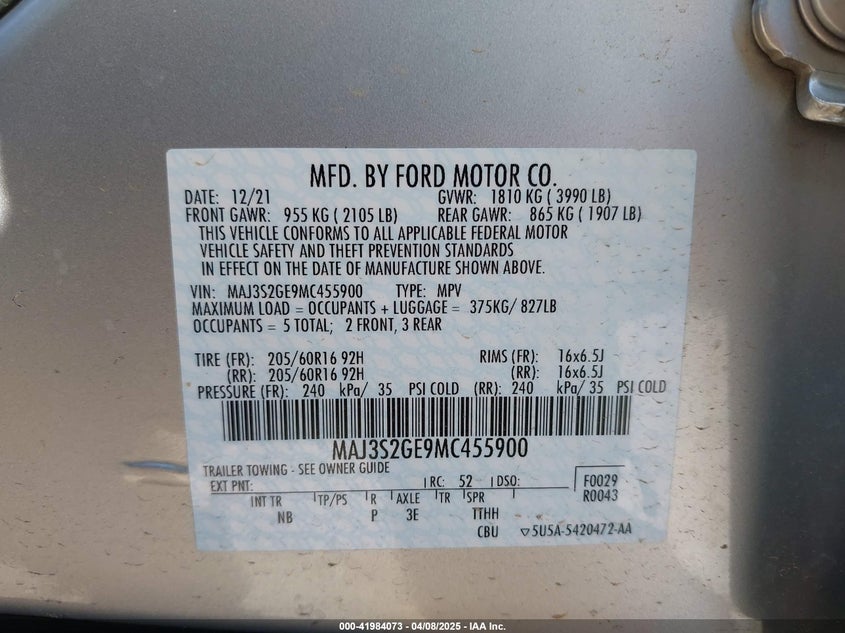 MFD. BY FORD MOTOR CO.
DATE: 12/21 GVWR: 1810 KG ( 3990 LB)
FRONT GAWR: 955 KG ( 2105 LB) REAR GAWR: 865 KG ( 1907 LB)
THIS VEHICLE CONFORMS TO ALL APPLICABLE FEDERAL MOTOR
VEHICLE SAFETY AND THEFT PREVENTION STANDARDS
IN EFFECT ON THE DATE OF MANUFACTURE SHOWN ABOVE.
VIN: MAJ3S2GE9MC455900 TYPE: MPV
MAXIMUM LOAD = OCCUPANTS + LUGGAGE = 375KG/ 827LB
OCCUPANTS = 5 TOTAL; 2 FRONT, 3 REAR
TIRE (FR): 205/60R16 92H RIMS (FR): 16x6.5J
(RR): 205/60R16 92H (RR): 16x6.5J
PRESSURE (FR): 240 kPa/ 35 PSI COLD (RR): 240 kPa/ 35 PSI COLD
MAJ3S2GE9MC455900
TRAILER TOWING - SEE OWNER GUIDE
EXT PNT: RC: 52 DSO: F0029
R0043
INT TR TP/PS R AXLE TR SPR
NB P 3E TTHH
CBU ▽5U5A-5420472-AA
000-41984073 - 04/08/2025 - IAA Inc.